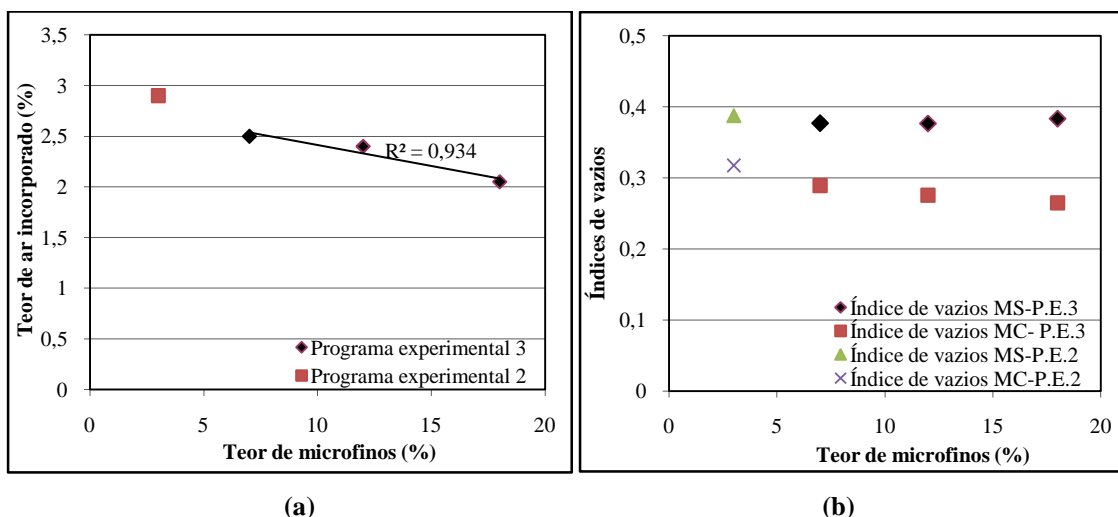 3,5
3
2,5
2
1,5
1
0,5
0
0
5
10
15
20
Teor de ar incorporado (%)
Teor de microfinos (%)
R² = 0,934
Programa experimental 3
Programa experimental 2
(a)
0,5
0,4
0,3
0,2
0,1
0
0
5
10
15
20
Índices de vazios
Teor de microfinos (%)
Índice de vazios MS-P.E.3
Índice de vazios MC- P.E.3
Índice de vazios MS-P.E.2
Índice de vazios MC-P.E.2
(b)